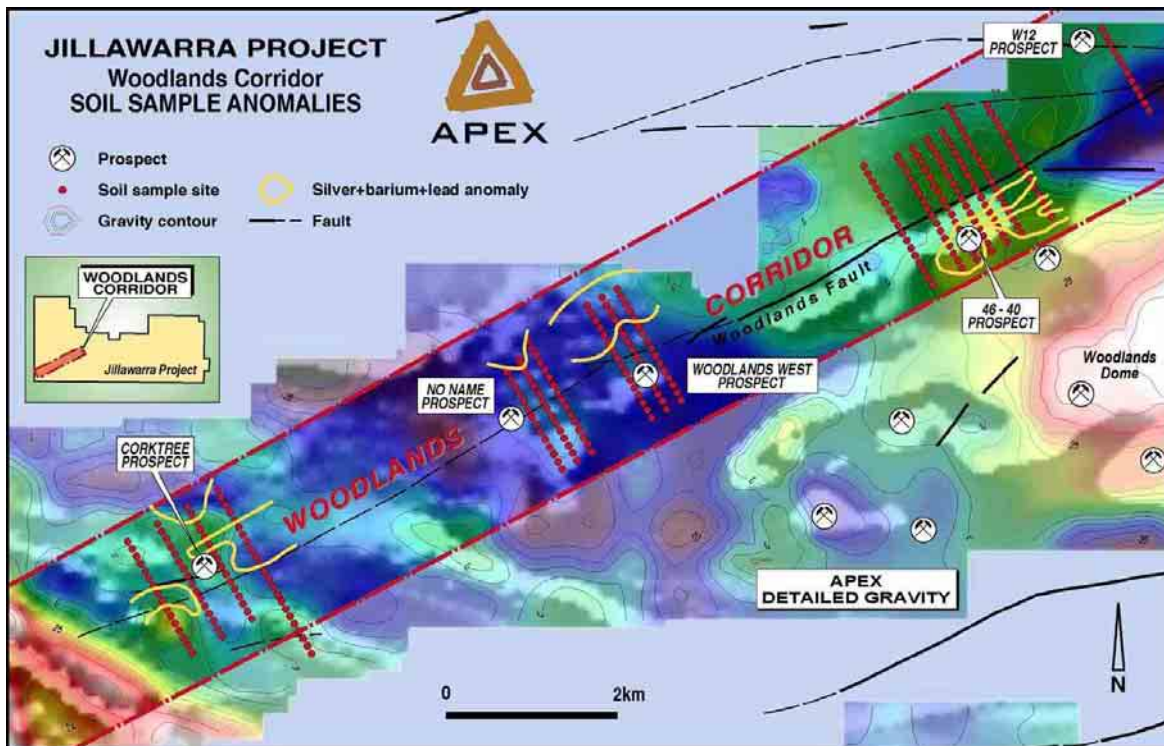 JILLAWARRA PROJECT
Woodlands Corridor
SOIL SAMPLE ANOMALIES
APEX
Prospect
Soil sample site
Silver+barium+lead anomaly
Gravity contour
Fault
WOODLANDS
CORRIDOR
Jillawarra Project
W12
PROSPECT
CORRIDOR
Woodlands Fault
46 - 40
PROSPECT
Woodlands
Dome
WOODLANDS WEST
PROSPECT
NO NAME
PROSPECT
CORKTREE
PROSPECT
WOODLANDS
APEX
DETAILED GRAVITY
0
2km
N